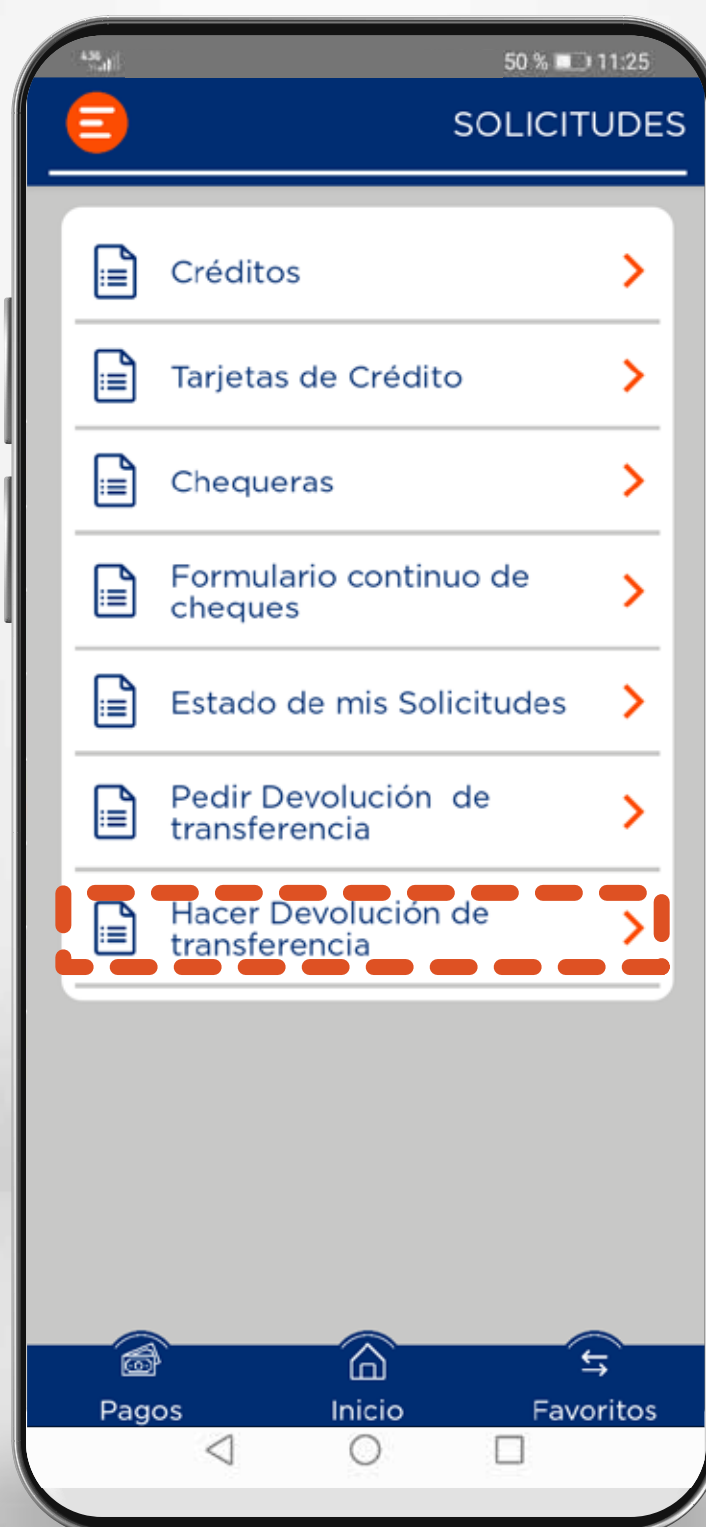 50 % 11:25
SOLICITUDES
Créditos
Tarjetas de Crédito
Chequeras
Formulario continuo de
cheques
Estado de mis Solicitudes
Pedir Devolución de
transferencia
Hacer Devolución de
transferencia
Pagos Inicio Favoritos